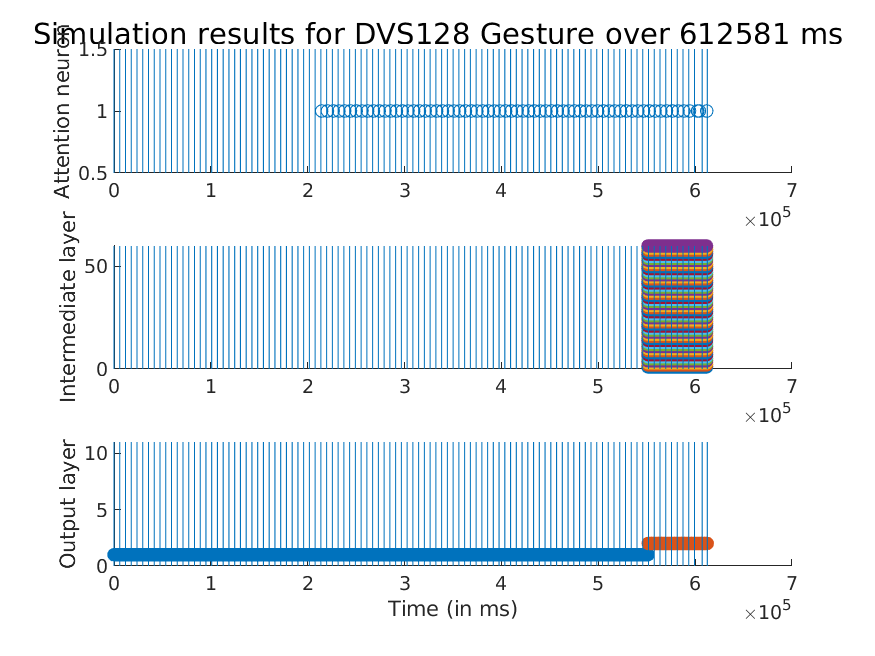 Simulation results for DVS128 Gesture over 612581 ms
Attention neuron
1.5
1
0.5
0 1 2 3 4 5 6 7
×10^5
Intermediate layer
50
0
0 1 2 3 4 5 6 7
×10^5
Output layer
10
5
0
0 1 2 3 4 5 6 7
Time (in ms)
×10^5